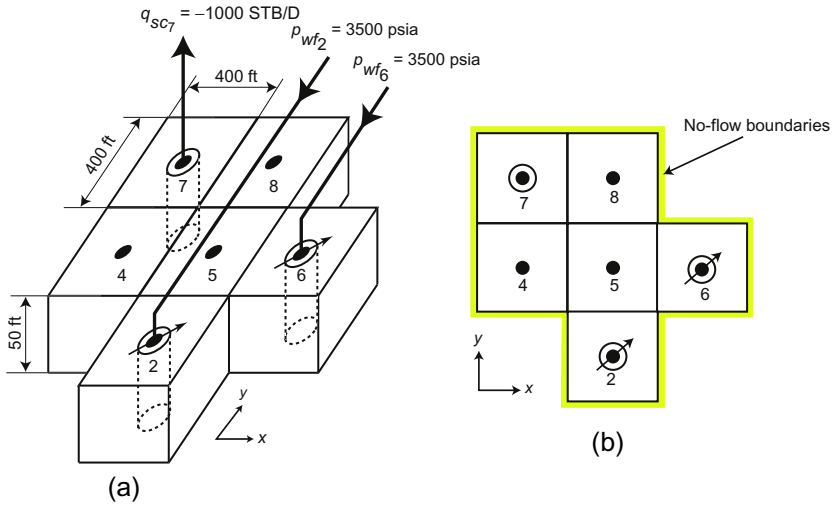 q_sc7 = –1000 STB/D
p_wf2 = 3500 psia
p_wf6 = 3500 psia
400 ft
400 ft
7
8
4
5
6
50 ft
2
y
x
(a)
No-flow boundaries
7
8
4
5
6
2
y
x
(b)